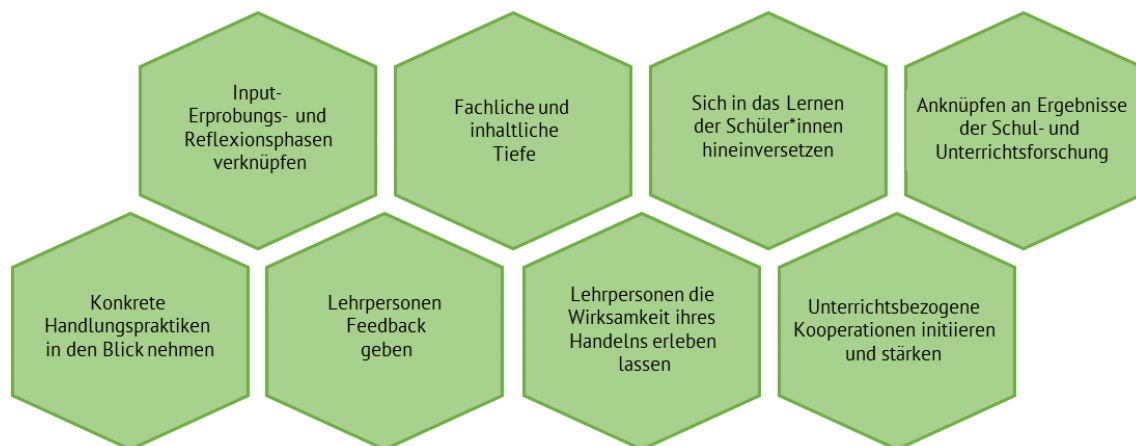 Input-
Erprobungs- und
Reflexionsphasen
verknüpfen
Fachliche und
inhaltliche
Tiefe
Sich in das Lernen
der Schüler*innen
hineinversetzen
Anknüpfen an Ergebnisse
der Schul- und
Unterrichtsforschung
Konkrete
Handlungspraktiken
in den Blick nehmen
Lehrpersonen
Feedback
geben
Lehrpersonen die
Wirksamkeit ihres
Handelns erleben
lassen
Unterrichtsbezogene
Kooperationen initiieren
und stärken